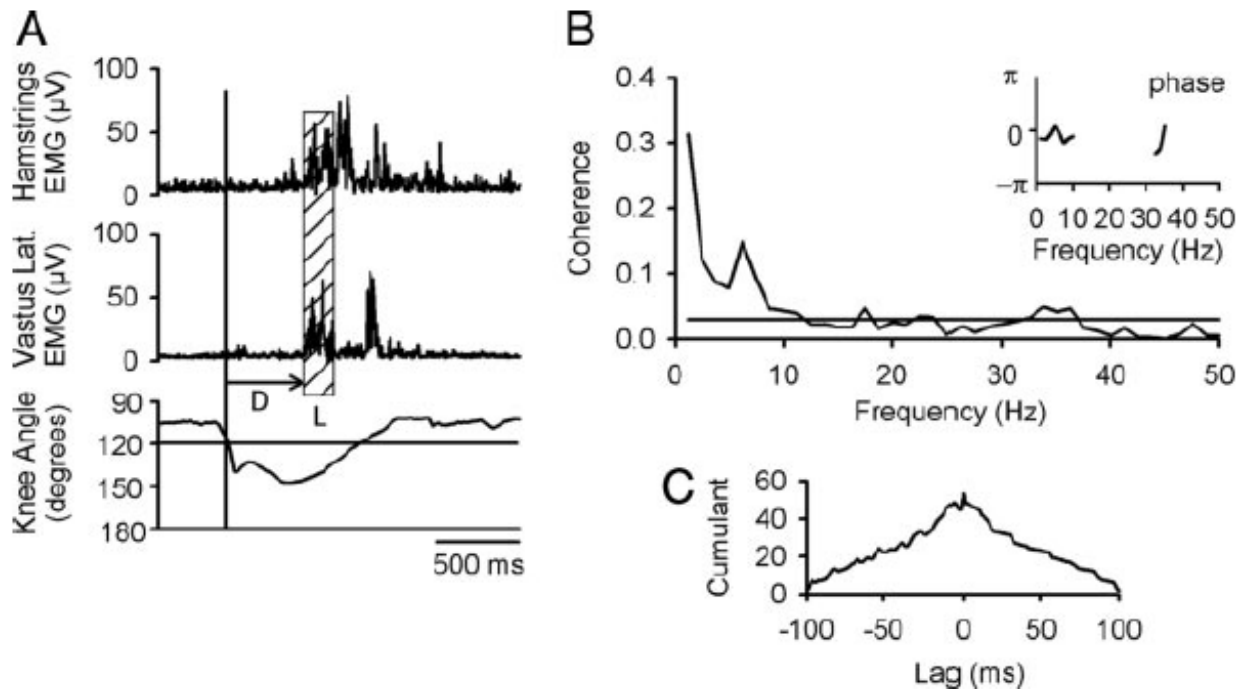 A
Hamstrings
EMG (µV)
100
50
0
Vastus Lat.
EMG (µV)
100
50
0
D
L
Knee Angle
(degrees)
90
120
150
180
500 ms
B
Coherence
0.4
0.3
0.2
0.1
0.0
0 10 20 30 40 50
Frequency (Hz)
phase
π
0
−π
0 10 20 30 40 50
Frequency (Hz)
C
Cumulant
60
40
20
0
-100 -50 0 50 100
Lag (ms)